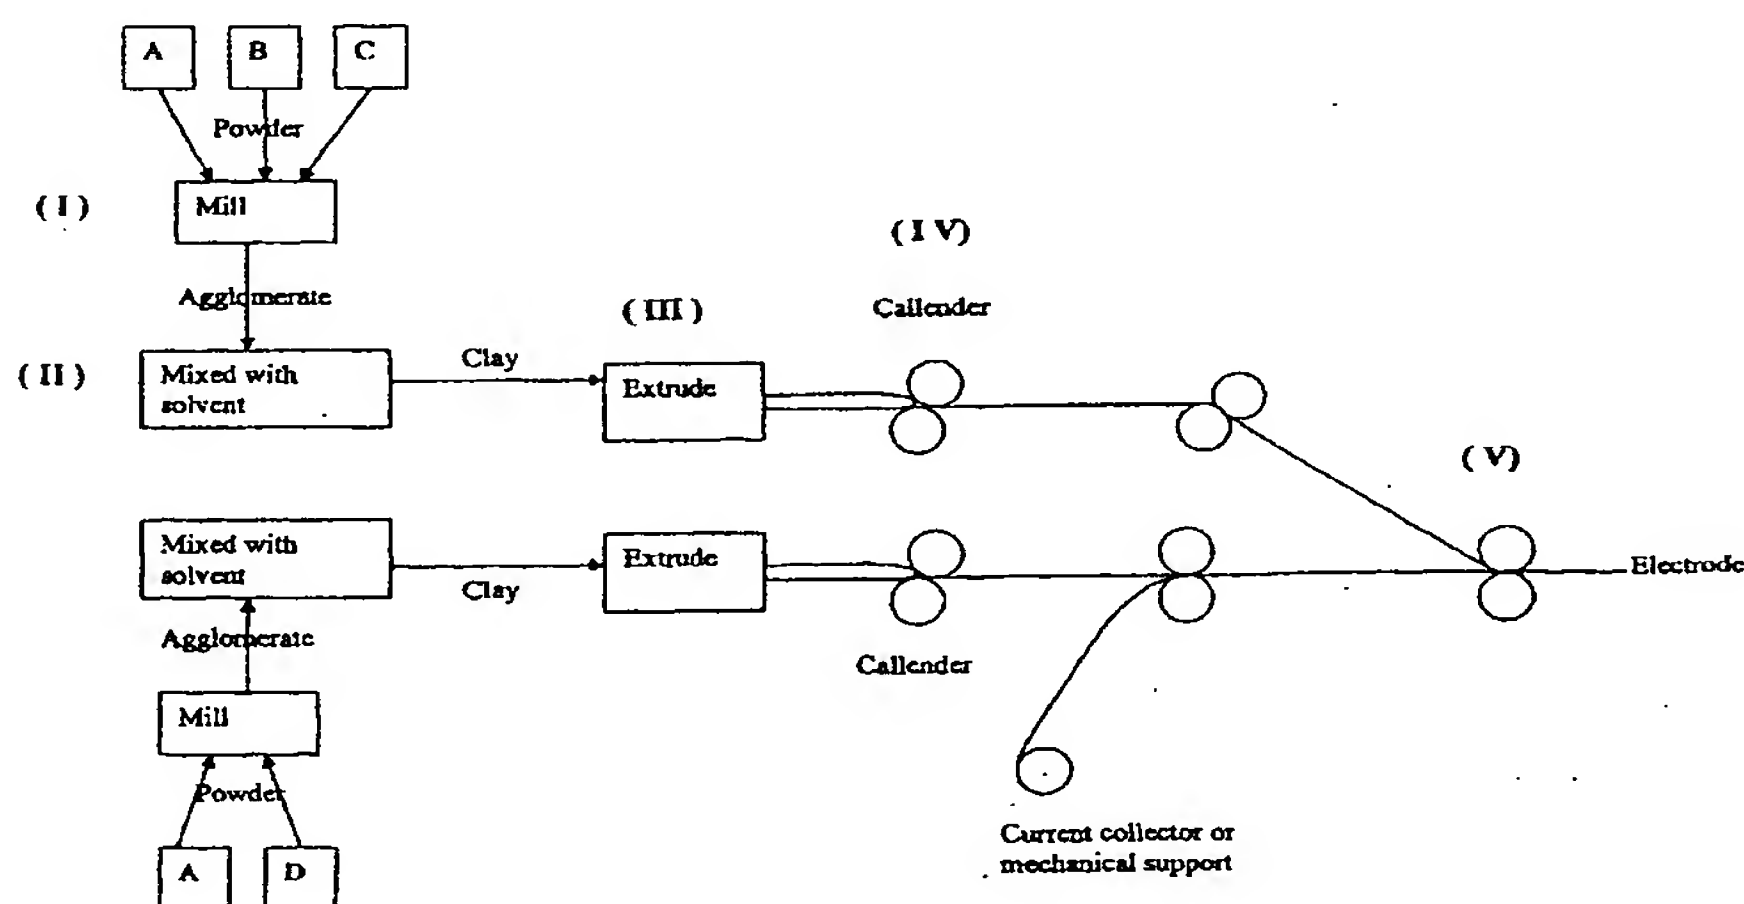 A B C
Powder
( I ) Mill
Agglomerate
( I V)
Callender
( III )
( II ) Mixed with
solvent
Clay
Extrude
( V)
Mixed with
solvent
Clay
Extrude
Electrode
Agglomerate
Callender
Mill
Powder
A D
Current collector or
mechanical support